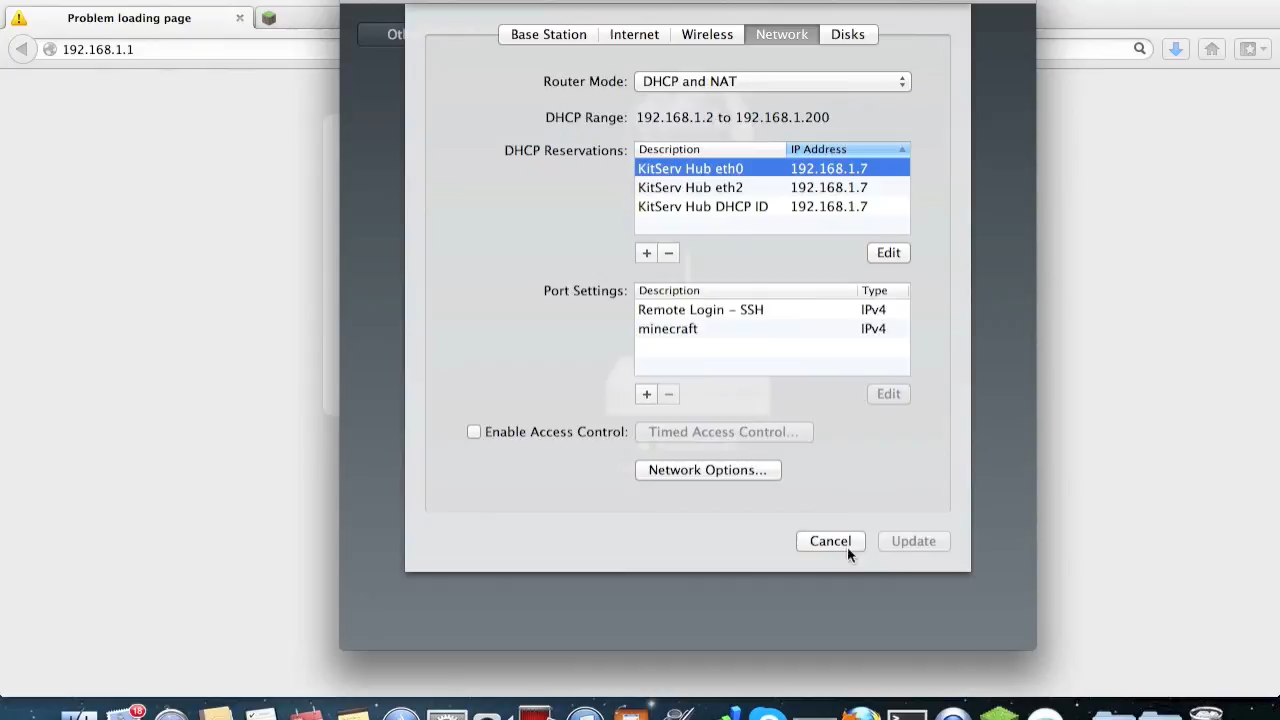 Problem loading page
192.168.1.1
Base Station Internet Wireless Network Disks
Router Mode: DHCP and NAT
DHCP Range: 192.168.1.2 to 192.168.1.200
DHCP Reservations: Description IP Address
KitServ Hub eth0 192.168.1.7
KitServ Hub eth2 192.168.1.7
KitServ Hub DHCP ID 192.168.1.7
+ − Edit
Port Settings: Description Type
Remote Login – SSH IPv4
minecraft IPv4
+ − Edit
Enable Access Control: Timed Access Control...
Network Options...
Cancel Update
18